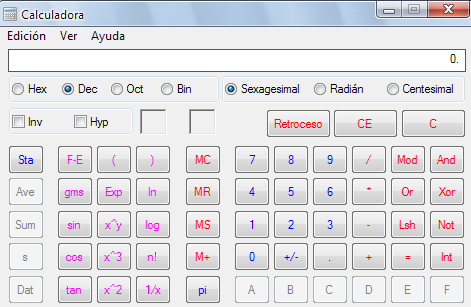 Calculadora
Edición Ver Ayuda
0.
Hex Dec Oct Bin Sexagesimal Radián Centesimal
Inv Hyp Retroceso CE C
Sta F-E ( ) MC 7 8 9 / Mod And
Ave gms Exp ln MR 4 5 6 * Or Xor
Sum sin x^y log MS 1 2 3 - Lsh Not
s cos x^3 n! M+ 0 +/- . + = Int
Dat tan x^2 1/x pi A B C D E F